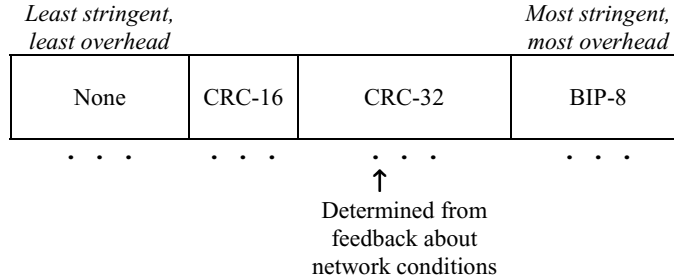 Least stringent,
least overhead
Most stringent,
most overhead
None
CRC-16
CRC-32
BIP-8
. . .
. . .
. . .
. . .
Determined from
feedback about
network conditions